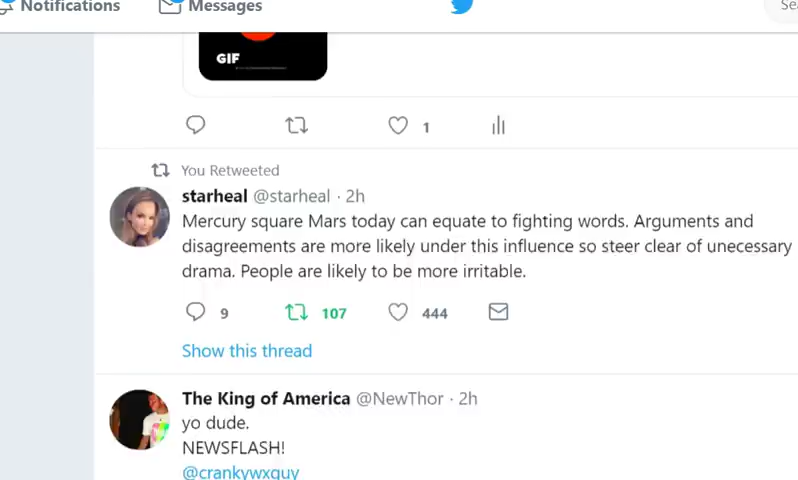 Notifications Messages Se
GIF
1
You Retweeted
starheal @starheal · 2h
Mercury square Mars today can equate to fighting words. Arguments and
disagreements are more likely under this influence so steer clear of unecessary
drama. People are likely to be more irritable.
9 107 444
Show this thread
The King of America @NewThor · 2h
yo dude.
NEWSFLASH!
@crankywxguy